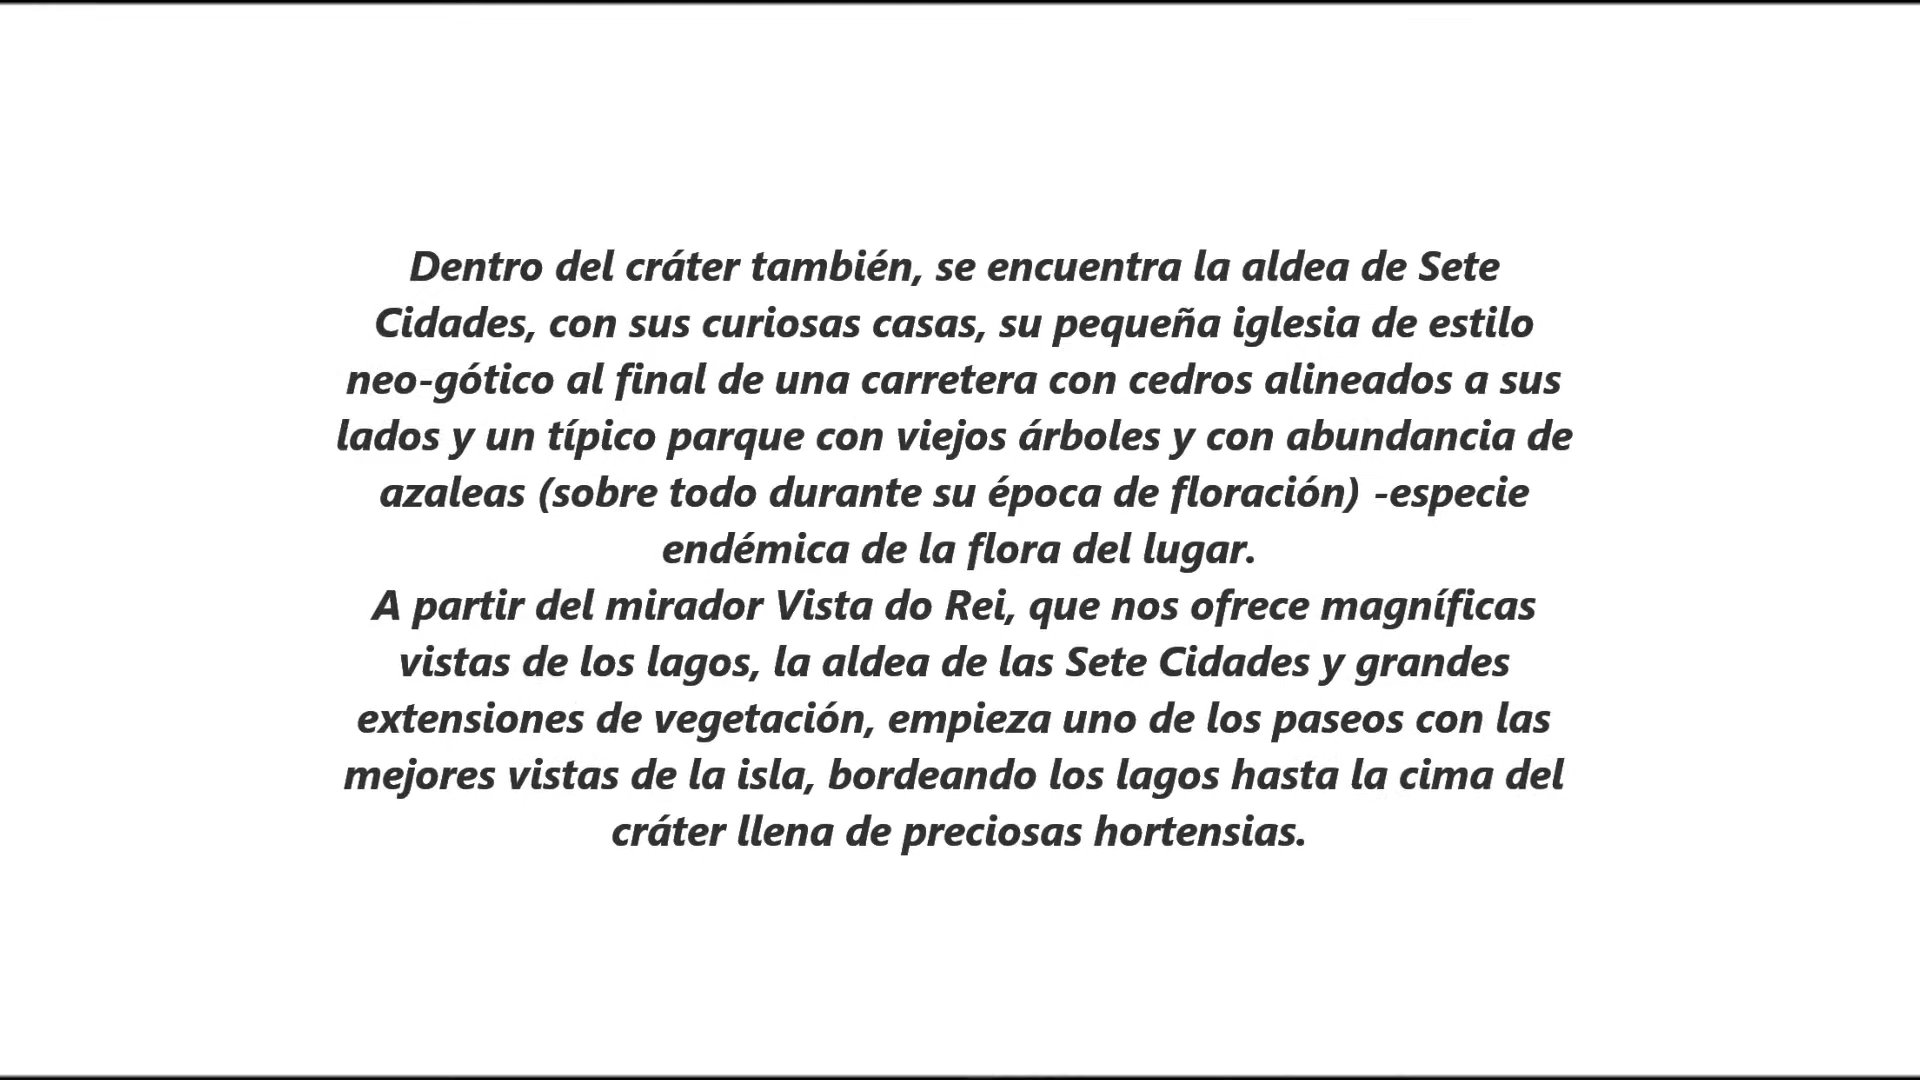 Dentro del cráter también, se encuentra la aldea de Sete
Cidades, con sus curiosas casas, su pequeña iglesia de estilo
neo-gótico al final de una carretera con cedros alineados a sus
lados y un típico parque con viejos árboles y con abundancia de
azaleas (sobre todo durante su época de floración) -especie
endémica de la flora del lugar.
A partir del mirador Vista do Rei, que nos ofrece magníficas
vistas de los lagos, la aldea de las Sete Cidades y grandes
extensiones de vegetación, empieza uno de los paseos con las
mejores vistas de la isla, bordeando los lagos hasta la cima del
cráter llena de preciosas hortensias.